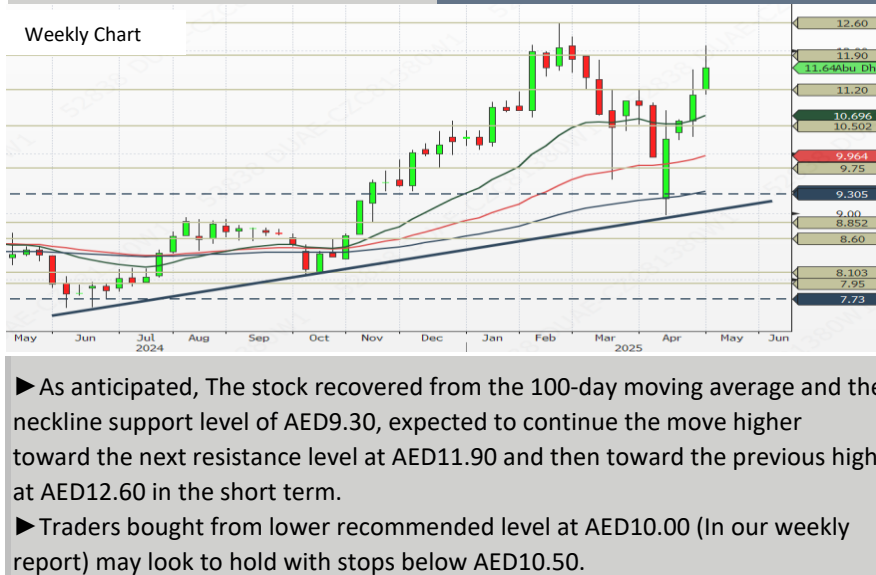 Weekly Chart
12.60
11.90
11.64Abu Dh
11.20
10.696
10.502
9.964
9.75
9.305
9.00
8.852
8.60
8.103
7.95
7.73
May Jun Jul Aug Sep Oct Nov Dec Jan Feb Mar Apr May Jun
2024 2025
►As anticipated, The stock recovered from the 100-day moving average and the
neckline support level of AED9.30, expected to continue the move higher
toward the next resistance level at AED11.90 and then toward the previous high
at AED12.60 in the short term.
►Traders bought from lower recommended level at AED10.00 (In our weekly
report) may look to hold with stops below AED10.50.